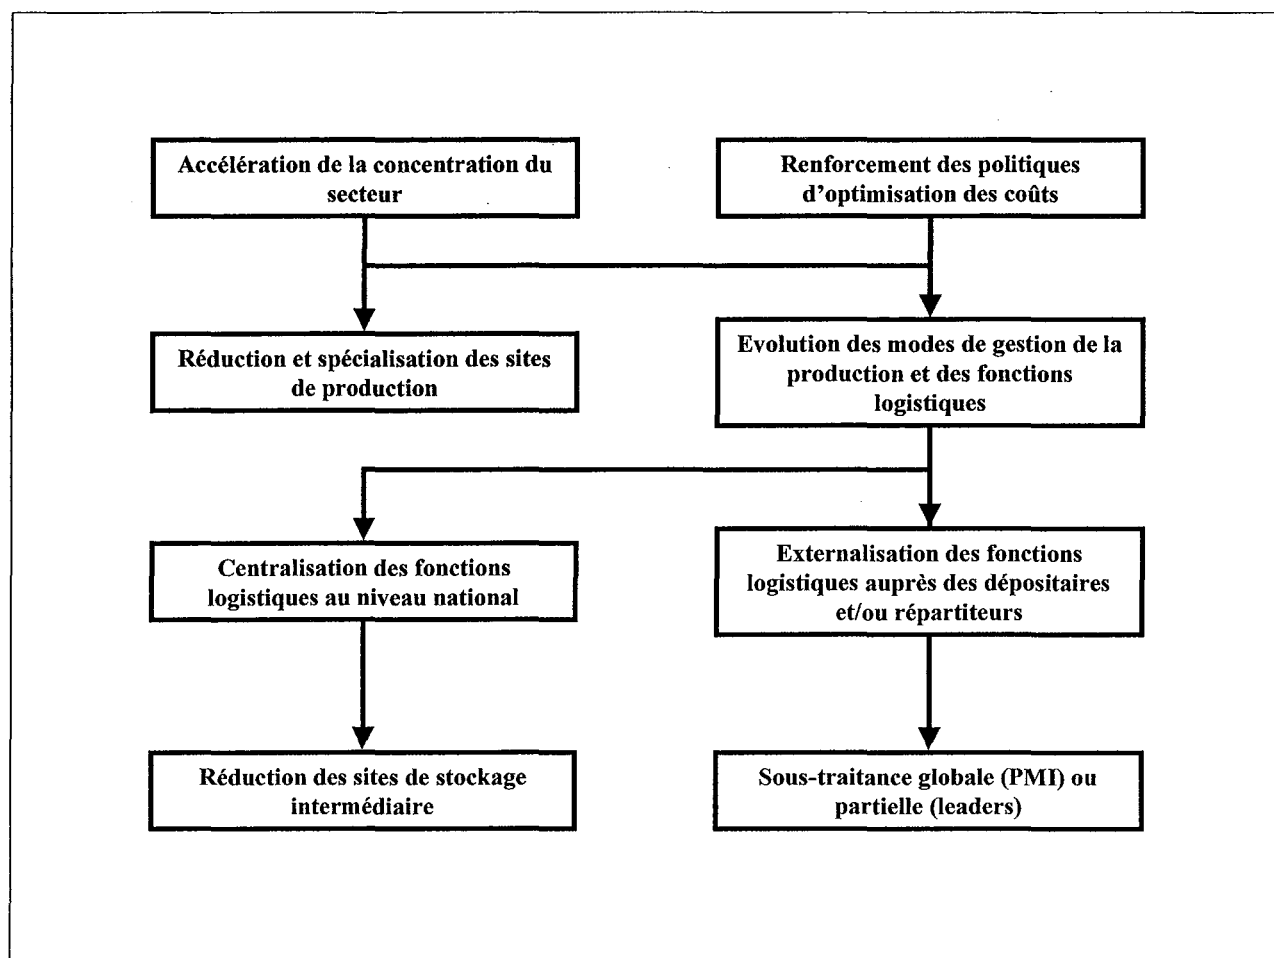 Accélération de la concentration du
secteur
Renforcement des politiques
d'optimisation des coûts
Réduction et spécialisation des sites
de production
Evolution des modes de gestion de la
production et des fonctions
logistiques
Centralisation des fonctions
logistiques au niveau national
Externalisation des fonctions
logistiques auprès des dépositaires
et/ou répartiteurs
Réduction des sites de stockage
intermédiaire
Sous-traitance globale (PMI) ou
partielle (leaders)